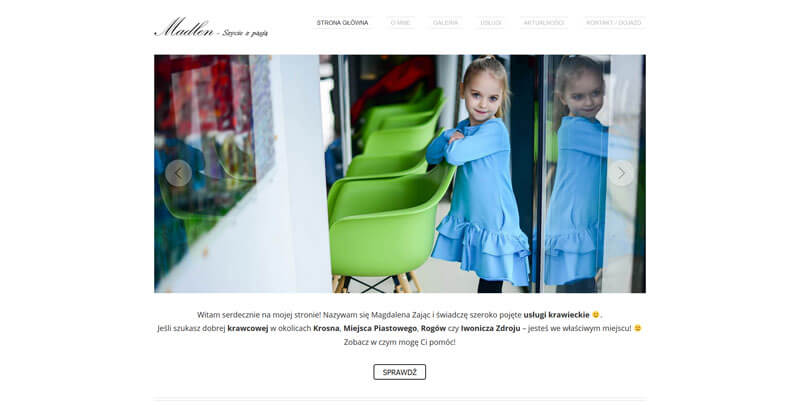 Madlen - Szycie z pasją
STRONA GŁÓWNA
O MNIE
GALERIA
USŁUGI
AKTUALNOŚCI
KONTAKT / DOJAZD
Witam serdecznie na mojej stronie! Nazywam się Magdalena Zając i świadczę szeroko pojęte usługi krawieckie 🙂.
Jeśli szukasz dobrej krawcowej w okolicach Krosna, Miejsca Piastowego, Rogów czy Iwonicza Zdroju – jesteś we właściwym miejscu! 🙂
Zobacz w czym mogę Ci pomóc!
SPRAWDŹ